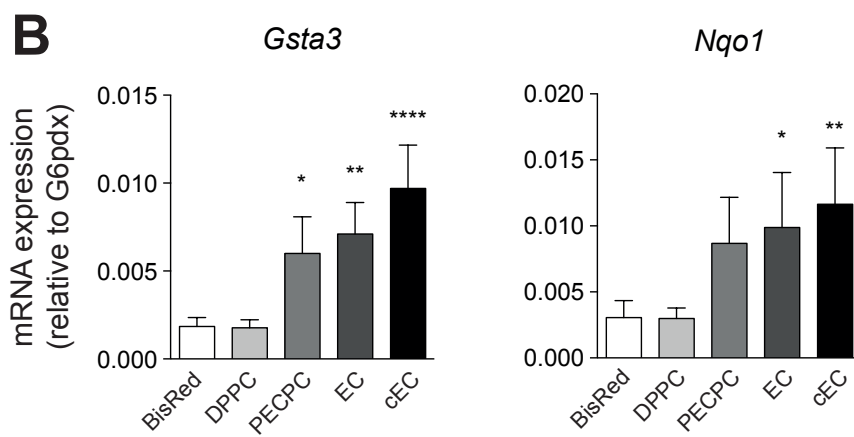 B
Gsta3
Nqo1
mRNA expression
(relative to G6pdx)
0.015
0.010
0.005
0.000
*
**
****
BisRed
DPPC
PECPC
EC
cEC
0.020
0.015
0.010
0.005
0.000
*
**
BisRed
DPPC
PECPC
EC
cEC